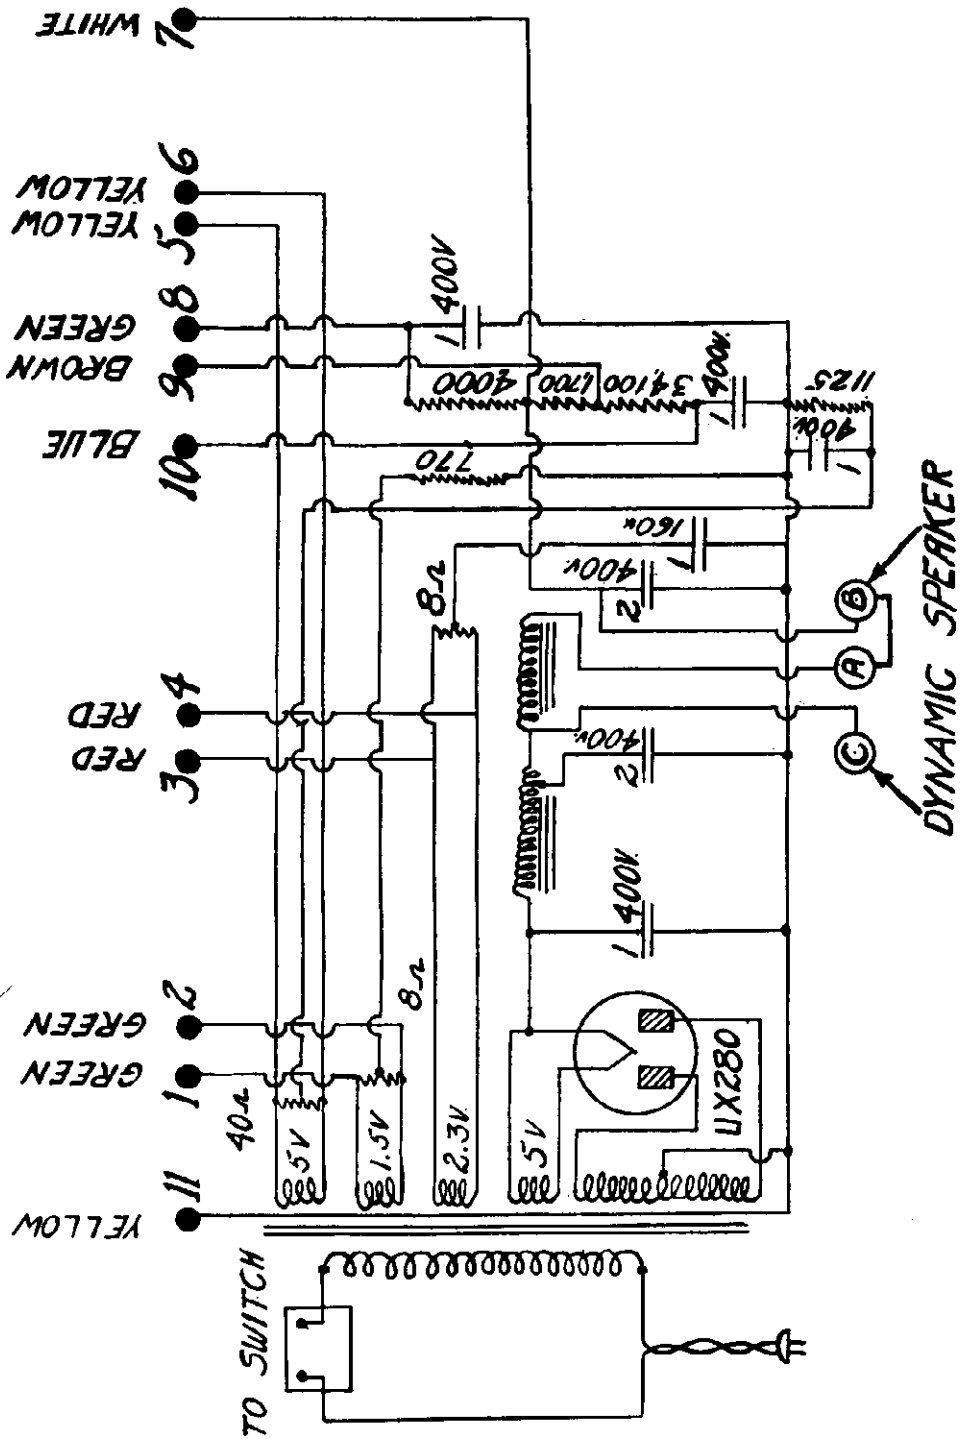 YELLOW 11
GREEN 1
GREEN 2
RED 3
RED 4
BLUE 10
BROWN 9
GREEN 8
YELLOW 5
YELLOW 6
WHITE 7
TO SWITCH
40Ω
5V
1.5V
8Ω
2.3V
5V
UX280
1 400V.
2 400V
8Ω
2 400V
1 160V
770
4000
1,700
34,100
1 400V
1 400V.
1 400V
1125
C
A
B
DYNAMIC SPEAKER